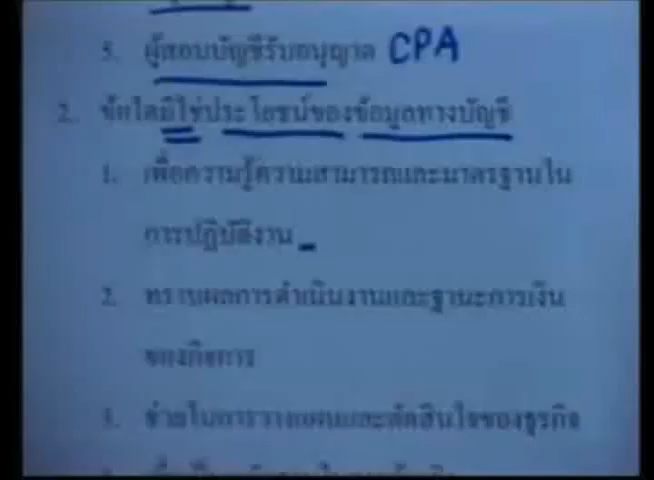 5. ผู้สอบบัญชีรับอนุญาต CPA
2. ข้อใดมิใช่ประโยชน์ของข้อมูลทางบัญชี
1. เพื่อความรู้ความสามารถและมาตรฐานใน
การปฏิบัติงาน
2. ทราบผลการดำเนินงานและฐานะการเงิน
ของกิจการ
3. ช่วยในการวางแผนและตัดสินใจของธุรกิจ